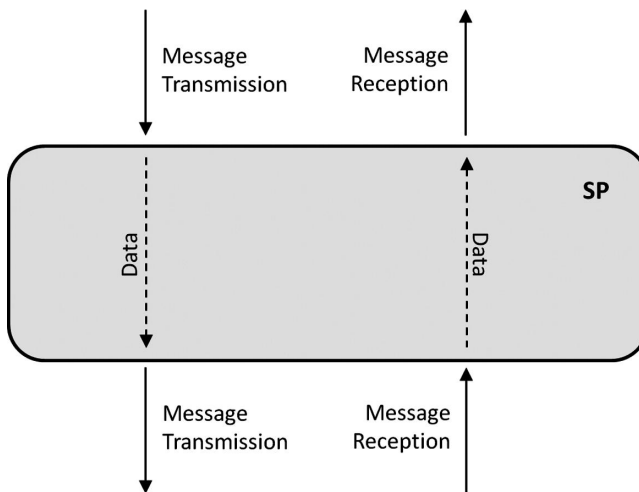 Message
Transmission
Message
Reception
SP
Data
Data
Message
Transmission
Message
Reception